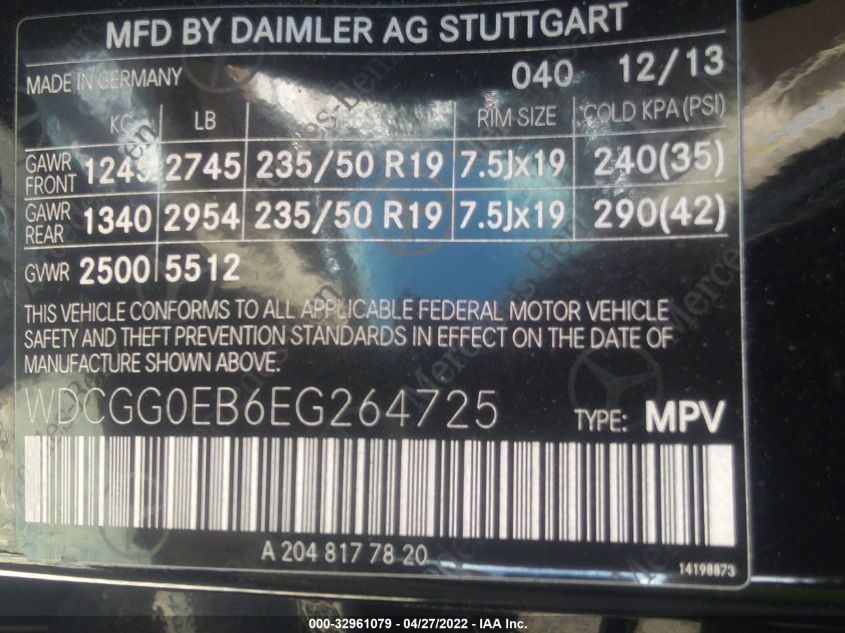 MFD BY DAIMLER AG STUTTGART
MADE IN GERMANY 040 12/13
KG LB RIM SIZE COLD KPA (PSI)
GAWR FRONT 1245 2745 235/50 R19 7.5Jx19 240(35)
GAWR REAR 1340 2954 235/50 R19 7.5Jx19 290(42)
GVWR 2500 5512
THIS VEHICLE CONFORMS TO ALL APPLICABLE FEDERAL MOTOR VEHICLE
SAFETY AND THEFT PREVENTION STANDARDS IN EFFECT ON THE DATE OF
MANUFACTURE SHOWN ABOVE.
WDCGG0EB6EG264725 TYPE: MPV
A 204 817 78 20
14198873
000-32961079 - 04/27/2022 - IAA Inc.